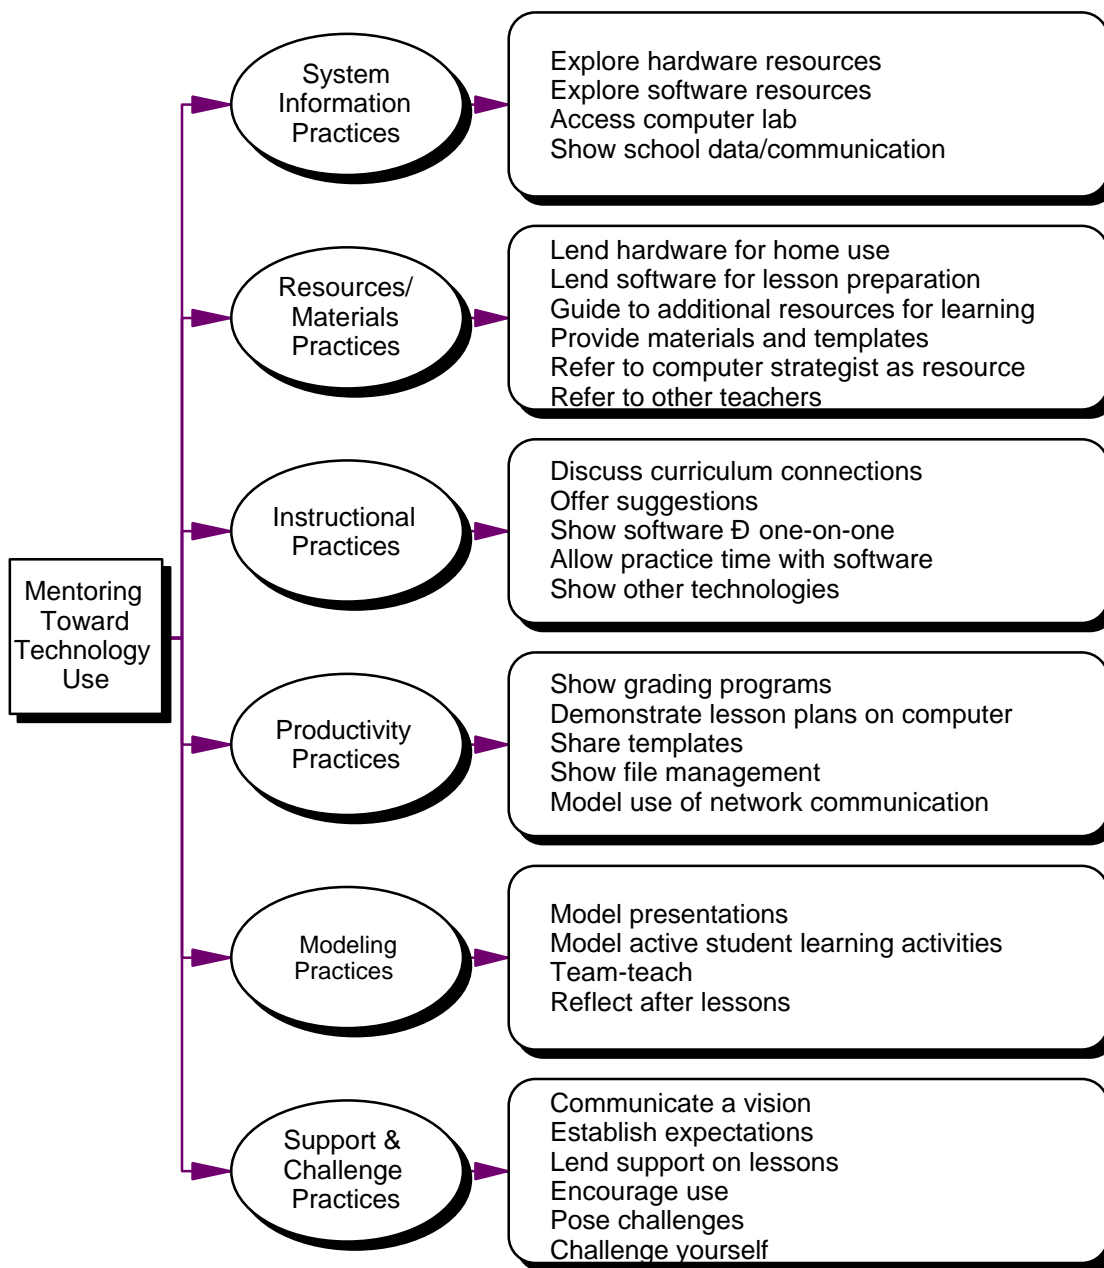 System
Information
Practices
Explore hardware resources
Explore software resources
Access computer lab
Show school data/communication
Resources/
Materials
Practices
Lend hardware for home use
Lend software for lesson preparation
Guide to additional resources for learning
Provide materials and templates
Refer to computer strategist as resource
Refer to other teachers
Instructional
Practices
Discuss curriculum connections
Offer suggestions
Show software Ð one-on-one
Allow practice time with software
Show other technologies
Mentoring
Toward
Technology
Use
Productivity
Practices
Show grading programs
Demonstrate lesson plans on computer
Share templates
Show file management
Model use of network communication
Modeling
Practices
Model presentations
Model active student learning activities
Team-teach
Reflect after lessons
Support &
Challenge
Practices
Communicate a vision
Establish expectations
Lend support on lessons
Encourage use
Pose challenges
Challenge yourself